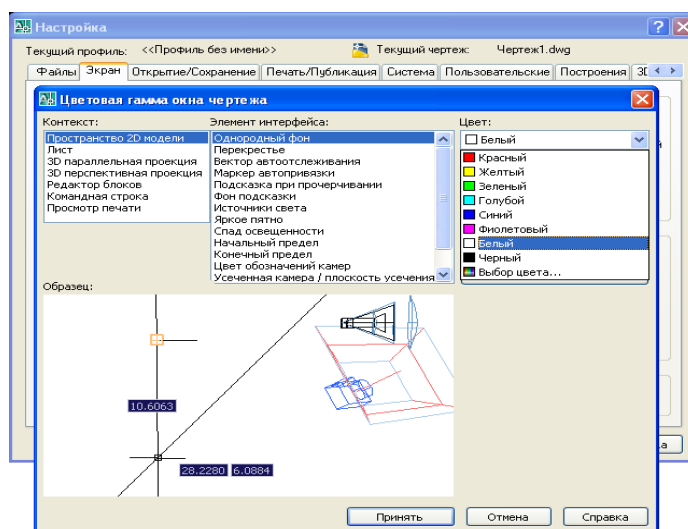 Настройка
Текущий профиль: <<Профиль без имени>> Текущий чертеж: Чертеж1.dwg
Файлы Экран Открытие/Сохранение Печать/Публикация Система Пользовательские Построения
Цветовая гамма окна чертежа
Контекст: Элемент интерфейса: Цвет:
Пространство 2D модели
Лист
3D параллельная проекция
3D перспективная проекция
Редактор блоков
Командная строка
Просмотр печати
Однородный фон
Перекрестье
Вектор автоотслеживания
Маркер автопривязки
Подсказка при прочерчивании
Фон подсказки
Источники света
Яркое пятно
Спад освещенности
Начальный предел
Конечный предел
Цвет обозначений камер
Усеченная камера / плоскость усечения
Белый
Красный
Желтый
Зеленый
Голубой
Синий
Фиолетовый
Белый
Черный
Выбор цвета...
Образец:
10.6063
28.2280 6.0884
Принять Отмена Справка